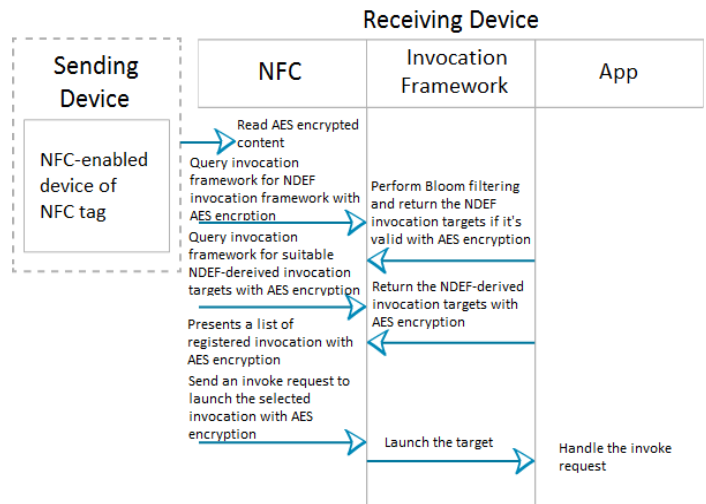 Receiving Device
Sending
Device
NFC
Invocation
Framework
App
NFC-enabled
device of
NFC tag
Read AES encrypted
content
Query invocation
framework for NDEF
invocation framework with
AES encrption
Perform Bloom filtering
and return the NDEF
invocation targets if it's
valid with AES encryption
Query invocation
framework for suitable
NDEF-dereived invocation
targets with AES encryption
Return the NDEF-derived
invocation targets with
AES encryption
Presents a list of
registered invocation with
AES encryption
Send an invoke request to
launch the selected
invocation with AES
encryption
Launch the target
Handle the invoke
request